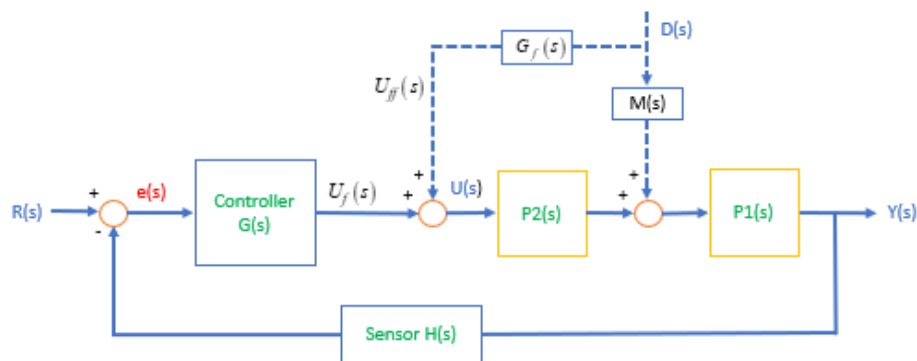 D(s)
G_f(s)
U_ff(s)
M(s)
+
+
R(s)
+
-
e(s)
Controller
G(s)
U_f(s)
+
U(s)
P2(s)
+
P1(s)
Y(s)
Sensor H(s)